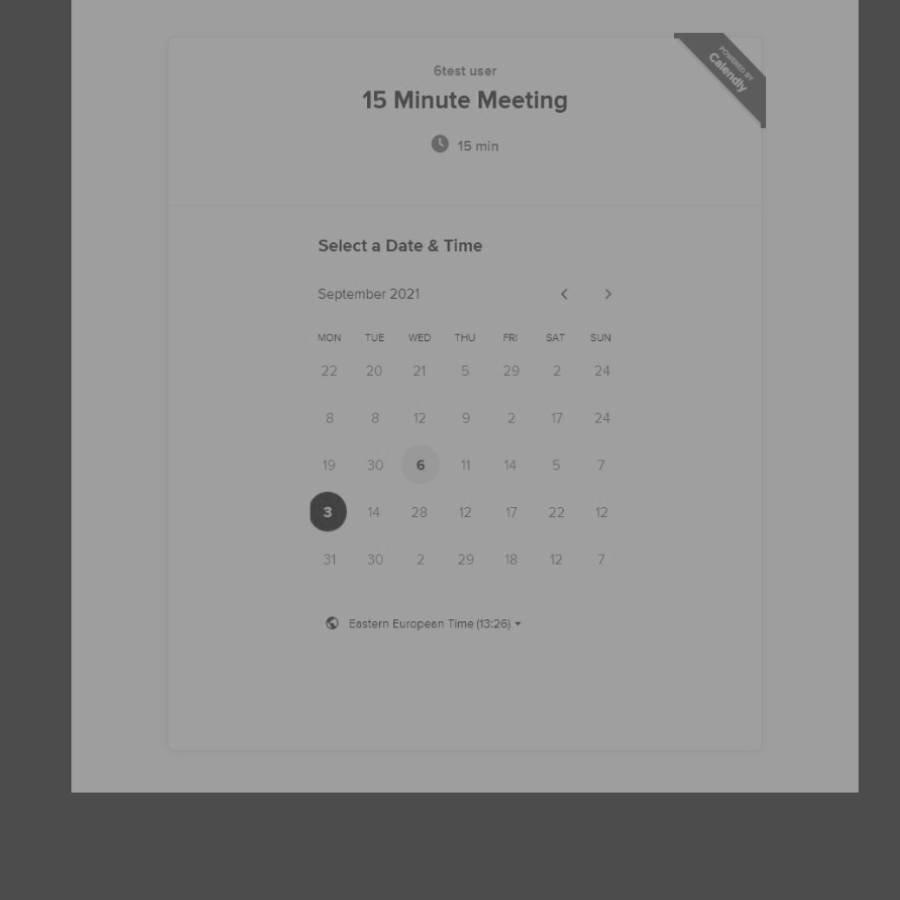 POWERED BY
Calendly
6test user
15 Minute Meeting
15 min
Select a Date & Time
September 2021
MON TUE WED THU FRI SAT SUN
22 20 21 5 29 2 24
8 8 12 9 2 17 24
19 30 6 11 14 5 7
3 14 28 12 17 22 12
31 30 2 29 18 12 7
Eastern European Time (13:26)